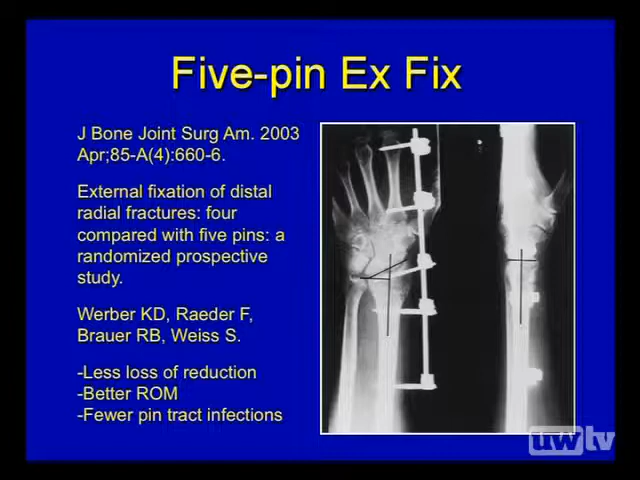 Five-pin Ex Fix
J Bone Joint Surg Am. 2003
Apr;85-A(4):660-6.
External fixation of distal
radial fractures: four
compared with five pins: a
randomized prospective
study.
Werber KD, Raeder F,
Brauer RB, Weiss S.
-Less loss of reduction
-Better ROM
-Fewer pin tract infections
uwtv